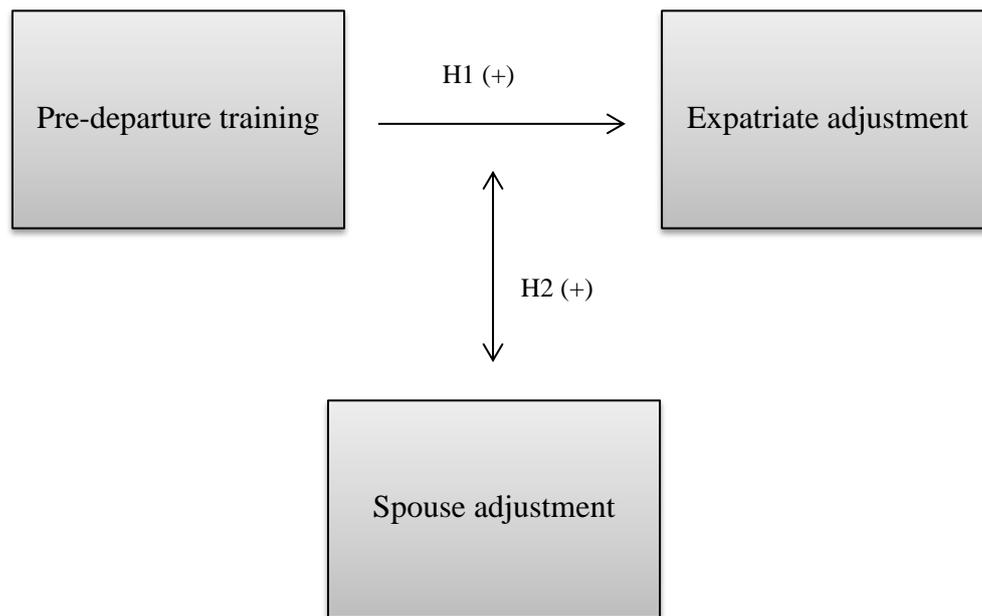 H1 (+)
Pre-departure training
Expatriate adjustment
H2 (+)
Spouse adjustment